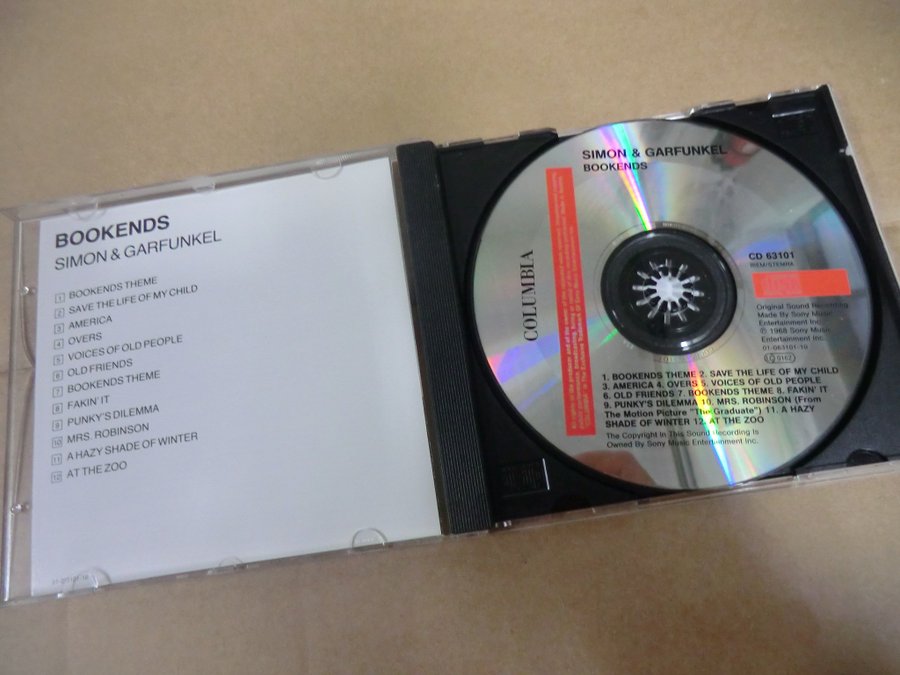 BOOKENDS
SIMON & GARFUNKEL
1 BOOKENDS THEME
2 SAVE THE LIFE OF MY CHILD
3 AMERICA
4 OVERS
5 VOICES OF OLD PEOPLE
6 OLD FRIENDS
7 BOOKENDS THEME
8 FAKIN' IT
9 PUNKY'S DILEMMA
10 MRS. ROBINSON
11 A HAZY SHADE OF WINTER
12 AT THE ZOO
SIMON & GARFUNKEL
BOOKENDS
COLUMBIA
CD 63101
BIEM/STEMRA
Original Sound Recording
Made By Sony Music
Entertainment Inc.
℗ 1968 Sony Music
Entertainment Inc.
01-063101-10
1. BOOKENDS THEME 2. SAVE THE LIFE OF MY CHILD
3. AMERICA 4. OVERS 5. VOICES OF OLD PEOPLE
6. OLD FRIENDS 7. BOOKENDS THEME 8. FAKIN' IT
9. PUNKY'S DILEMMA 10. MRS. ROBINSON (From
The Motion Picture "The Graduate") 11. A HAZY
SHADE OF WINTER 12. AT THE ZOO
The Copyright in This Sound Recording Is
Owned By Sony Music Entertainment Inc.